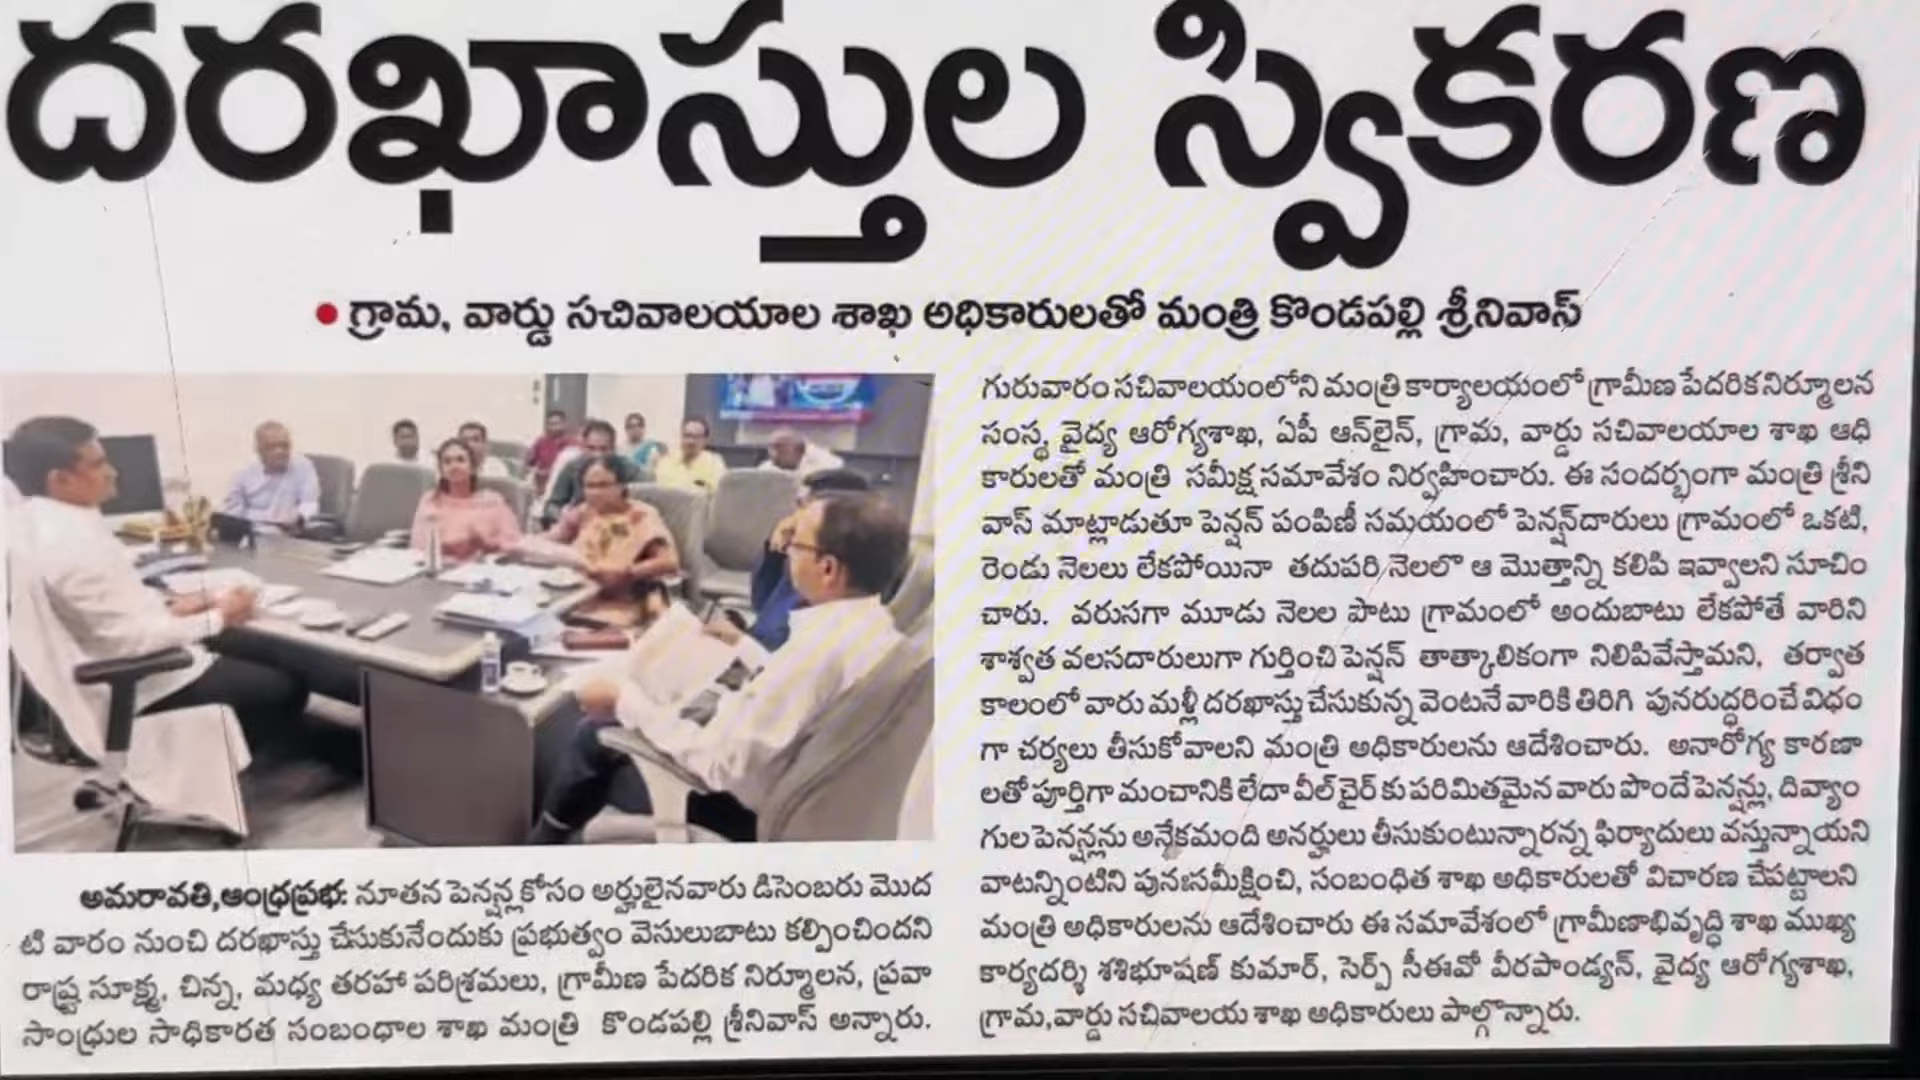 దరఖాస్తుల స్వీకరణ
• గ్రామ, వార్డు సచివాలయాల శాఖ అధికారులతో మంత్రి కొండపల్లి శ్రీనివాస్
అమరావతి,ఆంధ్రప్రభ: నూతన పెన్షన్ల కోసం అర్హులైనవారు డిసెంబరు మొద
టి వారం నుంచి దరఖాస్తు చేసుకునేందుకు ప్రభుత్వం వెసులుబాటు కల్పించిందని
రాష్ట్ర సూక్ష్మ, చిన్న, మధ్య తరహా పరిశ్రమలు, గ్రామీణ పేదరిక నిర్మూలన, ప్రవా
సాంధ్రుల సాధికారత సంబంధాల శాఖ మంత్రి కొండపల్లి శ్రీనివాస్ అన్నారు.
గురువారం సచివాలయంలోని మంత్రి కార్యాలయంలో గ్రామీణ పేదరిక నిర్మూలన
సంస్థ వైద్య ఆరోగ్యశాఖ, ఏపీ ఆన్‌లైన్, గ్రామ, వార్డు సచివాలయాల శాఖ ఆధి
కారులతో మంత్రి సమీక్ష సమావేశం నిర్వహించారు. ఈ సందర్భంగా మంత్రి శ్రీని
వాస్ మాట్లాడుతూ పెన్షన్ పంపిణీ సమయంలో పెన్షన్‌దారులు గ్రామంలో ఒకటి,
రెండు నెలలు లేకపోయినా తదుపరి నెలలొ ఆ మొత్తాన్ని కలిపి ఇవ్వాలని సూచిం
చారు. వరుసగా మూడు నెలల పాటు గ్రామంలో అందుబాటు లేకపోతే వారిని
శాశ్వత వలసదారులుగా గుర్తించి పెన్షన్ తాత్కాలికంగా నిలిపివేస్తామని, తర్వాత
కాలంలో వారు మళ్లీ దరఖాస్తు చేసుకున్న వెంటనే వారికి తిరిగి పునరుద్ధరించే విధం
గా చర్యలు తీసుకోవాలని మంత్రి అధికారులను ఆదేశించారు. అనారోగ్య కారణా
లతో పూర్తిగా మంచానికి లేదా వీల్ చైర్ కు పరిమితమైన వారు పొందే పెన్షన్లు, దివ్యాం
గుల పెన్షన్లను అనేకమంది అనర్హులు తీసుకుంటున్నారన్న ఫిర్యాదులు వస్తున్నాయని
వాటన్నింటిని పునఃసమీక్షించి, సంబంధిత శాఖ అధికారులతో విచారణ చేపట్టాలని
మంత్రి అధికారులను ఆదేశించారు ఈ సమావేశంలో గ్రామీణాభివృద్ధి శాఖ ముఖ్య
కార్యదర్శి శశిభూషణ్ కుమార్, సెర్ప్ సీఈవో వీరపాండ్యన్, వైద్య ఆరోగ్యశాఖ,
గ్రామ,వార్డు సచివాలయ శాఖ అధికారులు పాల్గొన్నారు.